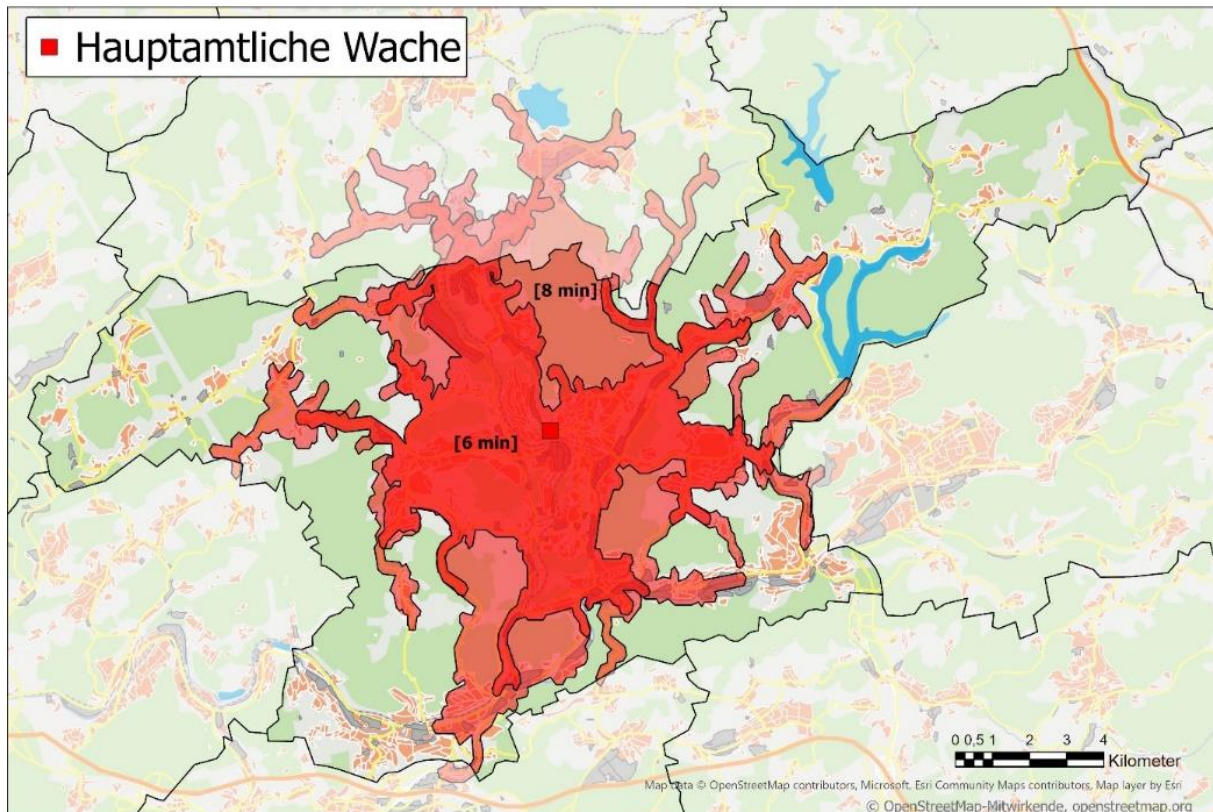 Hauptamtliche Wache
[8 min]
[6 min]
0 0,5 1 2 3 4
Kilometer
Map data © OpenStreetMap contributors, Microsoft, Esri Community Maps contributors, Map layer by Esri
© OpenStreetMap-Mitwirkende, openstreetmap.org